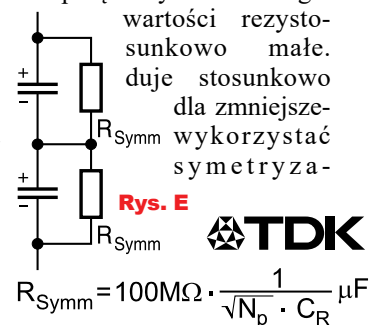 wartości rezysto-
sunkowo małe.
duje stosunkowo
dla zmniejsze-
wykorzystać
symetryza-
+
−
R_Symm
+
−
Rys. E
R_Symm
TDK
R_Symm = 100MΩ · 1/(√N_p · C_R) µF